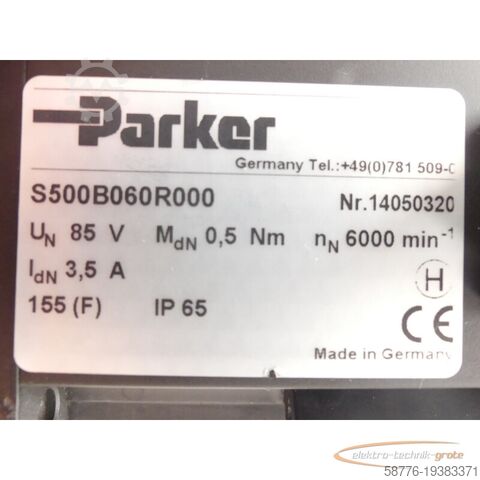 Parker
Germany Tel.:+49(0)781 509-0
S500B060R000 Nr.14050320
UN 85 V MdN 0,5 Nm nN 6000 min⁻¹
IdN 3,5 A
H
155 (F) IP 65
CE
Made in Germany
elektro-technik-grote
58776-19383371